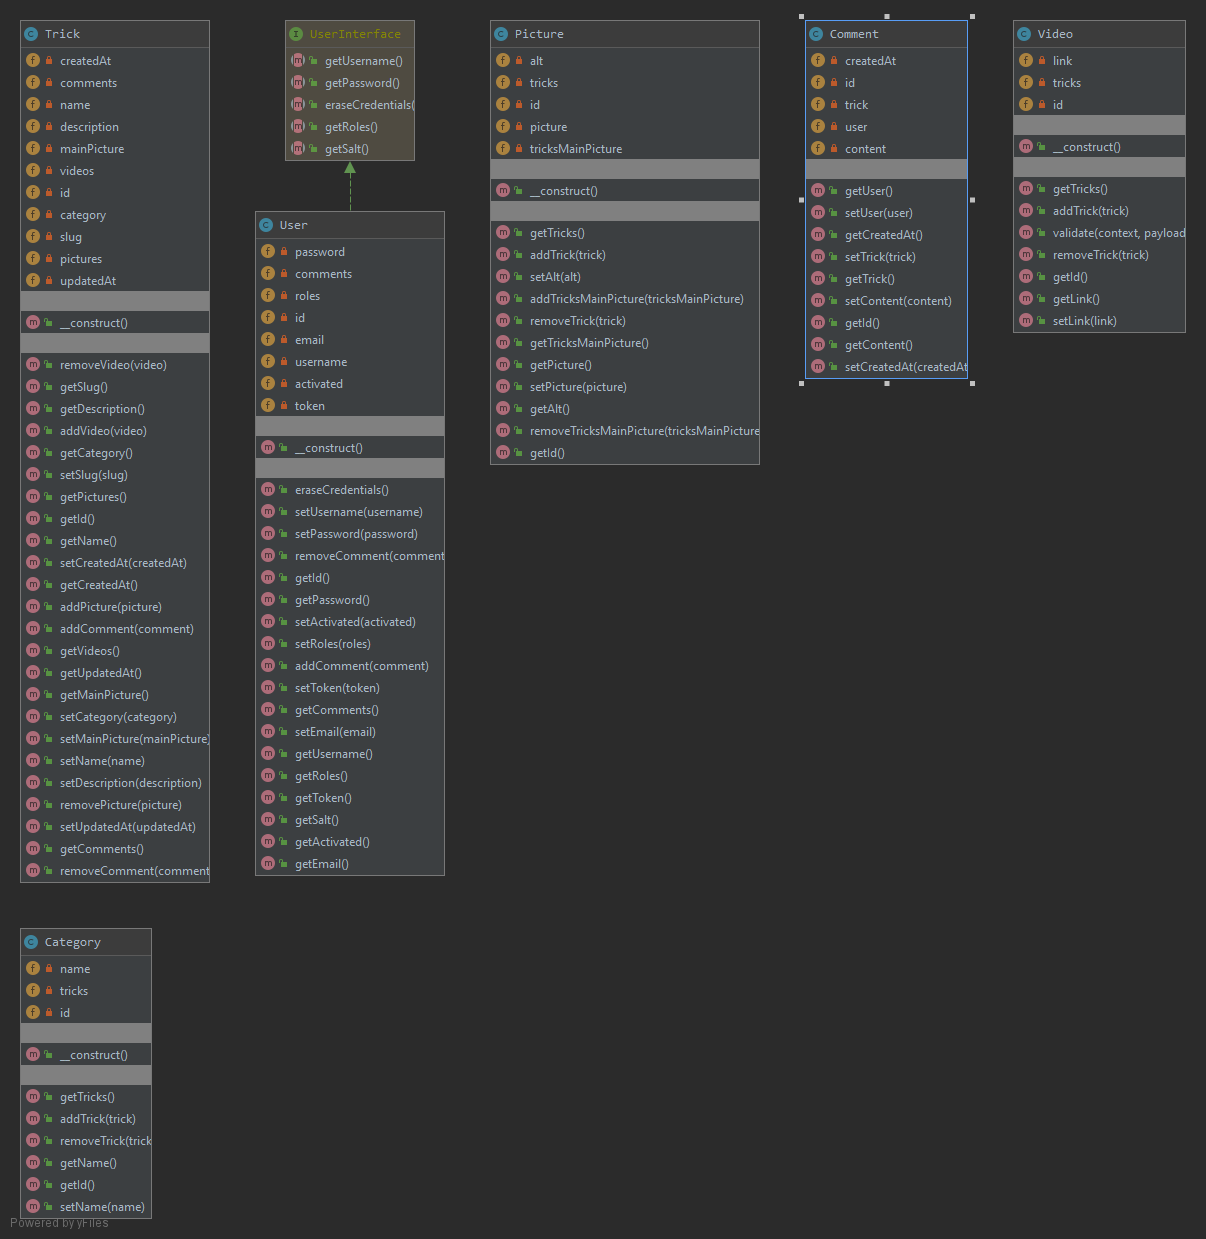 Trick
createdAt
comments
name
description
mainPicture
videos
id
category
slug
pictures
updatedAt
__construct()
removeVideo(video)
getSlug()
getDescription()
addVideo(video)
getCategory()
setSlug(slug)
getPictures()
getId()
getName()
setCreatedAt(createdAt)
getCreatedAt()
addPicture(picture)
addComment(comment)
getVideos()
getUpdatedAt()
getMainPicture()
setCategory(category)
setMainPicture(mainPicture)
setName(name)
setDescription(description)
removePicture(picture)
setUpdatedAt(updatedAt)
getComments()
removeComment(comment
UserInterface
getUsername()
getPassword()
eraseCredentials(
getRoles()
getSalt()
User
password
comments
roles
id
email
username
activated
token
__construct()
eraseCredentials()
setUsername(username)
setPassword(password)
removeComment(comment
getId()
getPassword()
setActivated(activated)
setRoles(roles)
addComment(comment)
setToken(token)
getComments()
setEmail(email)
getUsername()
getRoles()
getToken()
getSalt()
getActivated()
getEmail()
Picture
alt
tricks
id
picture
tricksMainPicture
__construct()
getTricks()
addTrick(trick)
setAlt(alt)
addTricksMainPicture(tricksMainPicture)
removeTrick(trick)
getTricksMainPicture()
getPicture()
setPicture(picture)
getAlt()
removeTricksMainPicture(tricksMainPicture
getId()
Comment
createdAt
id
trick
user
content
getUser()
setUser(user)
getCreatedAt()
setTrick(trick)
getTrick()
setContent(content)
getId()
getContent()
setCreatedAt(createdAt
Video
link
tricks
id
__construct()
getTricks()
addTrick(trick)
validate(context, payload
removeTrick(trick)
getId()
getLink()
setLink(link)
Category
name
tricks
id
__construct()
getTricks()
addTrick(trick)
removeTrick(trick
getName()
getId()
setName(name)
Powered by yFiles